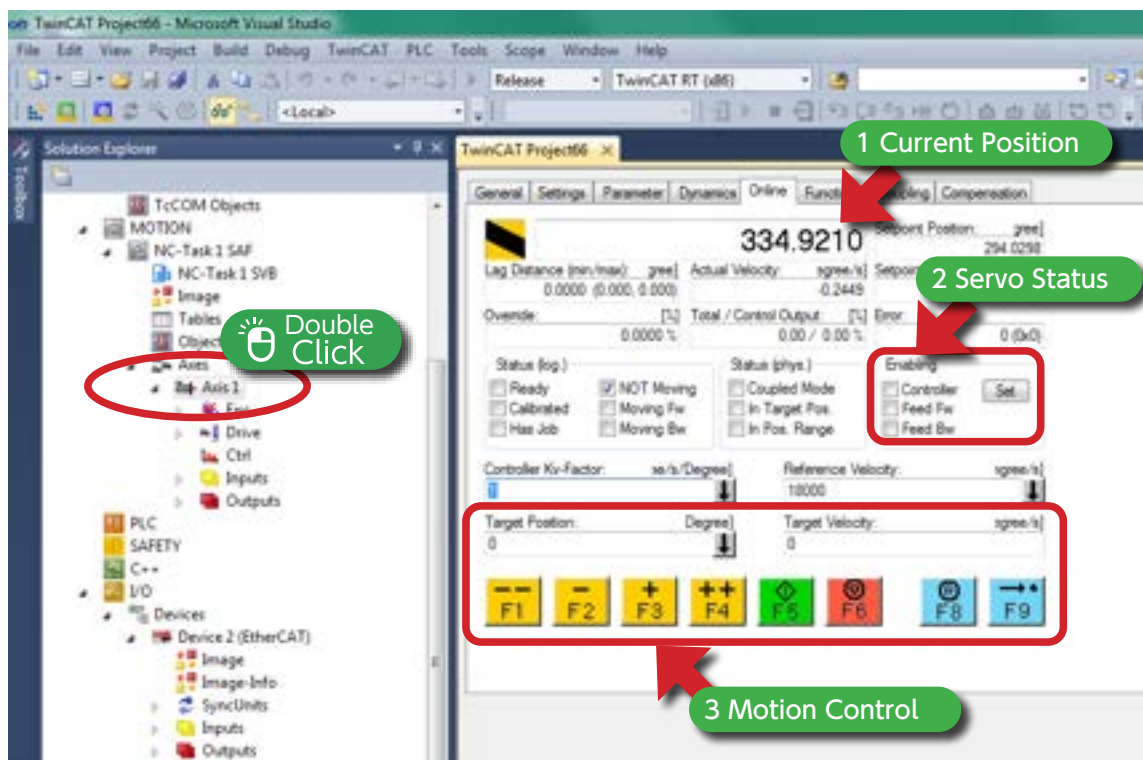 TwinCAT Project66 - Microsoft Visual Studio
File Edit View Project Build Debug TwinCAT PLC Tools Scope Window Help
Release TwinCAT RT (x86)
<Local>
1 Current Position
Toolbox
Solution Explorer
TwinCAT Project66
General Settings Parameter Dynamics Online Compensation
TcCOM Objects
MOTION
NC-Task 1 SAF
NC-Task 1 SVB
Image
Tables
Axes
Axis 1
Drive
Ctrl
Inputs
Outputs
PLC
SAFETY
C++
I/O
Devices
Device 2 (EtherCAT)
Image
Image-Info
SyncUnits
Inputs
Outputs
Double
Click
334.9210
Setpoint Position:
294.0298
Lag Distance (min/max):
0.0000 (0.000, 0.000)
Actual Velocity:
-0.2449
2 Servo Status
Override: [%]
0.0000 %
Total / Control Output: [%]
0.00 / 0.00 %
Error:
0 (0x0)
Status (log.)
Ready NOT Moving
Calibrated Moving Fw
Has Job Moving Bw
Status (phys.)
Coupled Mode
In Target Pos.
In Pos. Range
Enabling
Controller Set
Feed Fw
Feed Bw
Controller Kv-Factor:
1
Reference Velocity:
18000
Target Position:
0
Target Velocity:
0
F1 F2 F3 F4 F5 F6 F8 F9
3 Motion Control